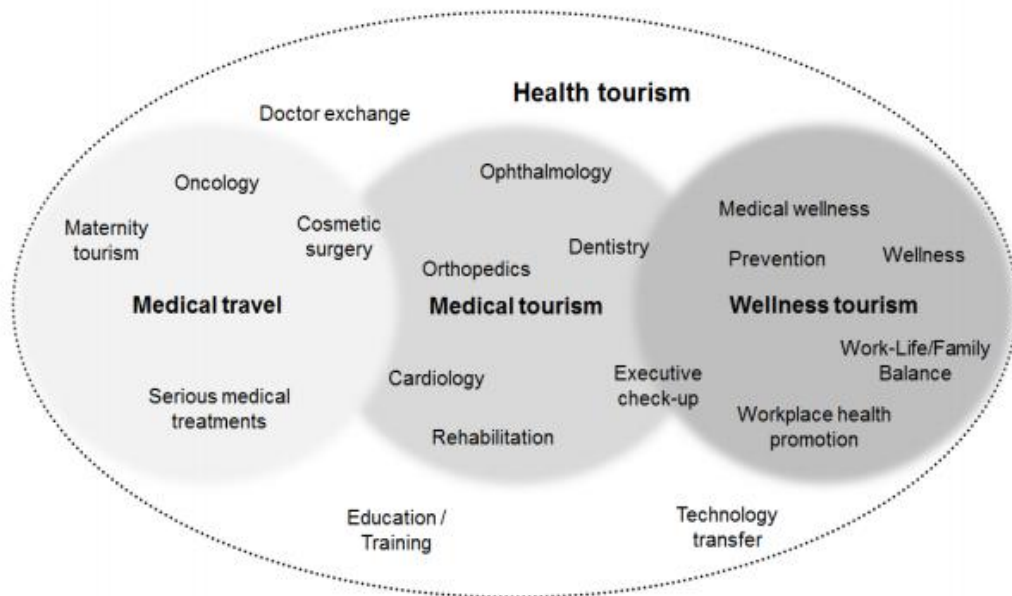 Health tourism
Doctor exchange
Oncology
Maternity
tourism
Cosmetic
surgery
Medical travel
Serious medical
treatments
Ophthalmology
Dentistry
Orthopedics
Medical tourism
Cardiology
Executive
check-up
Rehabilitation
Medical wellness
Prevention
Wellness
Wellness tourism
Work-Life/Family
Balance
Workplace health
promotion
Education /
Training
Technology
transfer